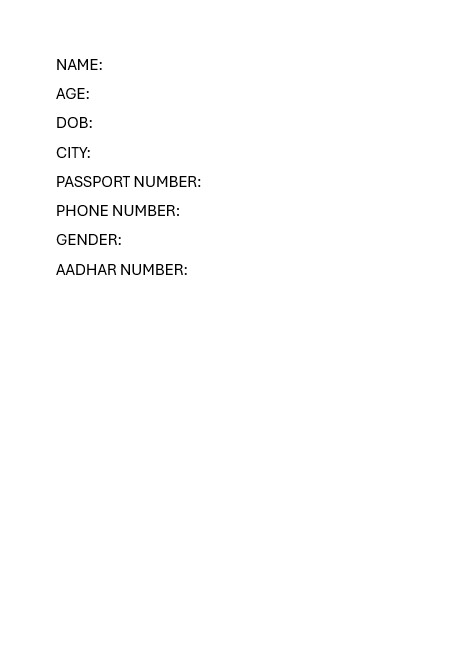 NAME:
AGE:
DOB:
CITY:
PASSPORT NUMBER:
PHONE NUMBER:
GENDER:
AADHAR NUMBER: